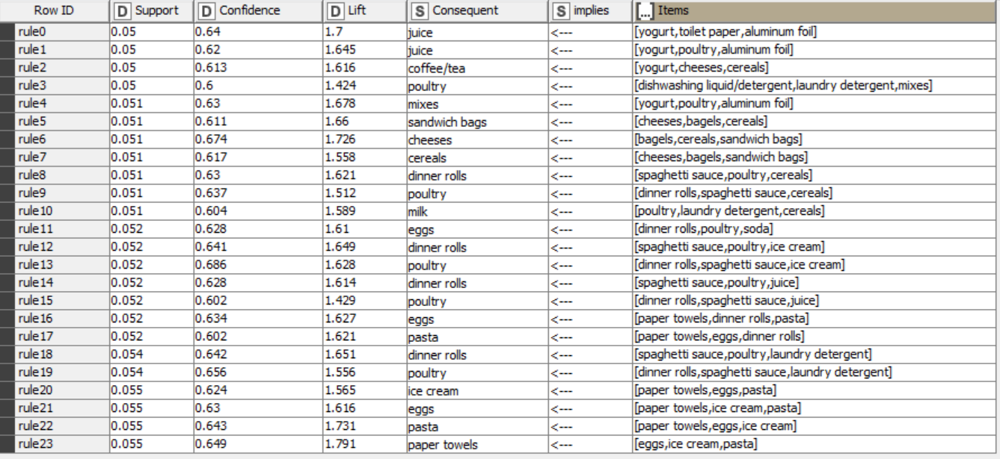 Row ID D Support D Confidence D Lift S Consequent S implies [...] Items
rule0 0.05 0.64 1.7 juice <--- [yogurt,toilet paper,aluminum foil]
rule1 0.05 0.62 1.645 juice <--- [yogurt,poultry,aluminum foil]
rule2 0.05 0.613 1.616 coffee/tea <--- [yogurt,cheeses,cereals]
rule3 0.05 0.6 1.424 poultry <--- [dishwashing liquid/detergent,laundry detergent,mixes]
rule4 0.051 0.63 1.678 mixes <--- [yogurt,poultry,aluminum foil]
rule5 0.051 0.611 1.66 sandwich bags <--- [cheeses,bagels,cereals]
rule6 0.051 0.674 1.726 cheeses <--- [bagels,cereals,sandwich bags]
rule7 0.051 0.617 1.558 cereals <--- [cheeses,bagels,sandwich bags]
rule8 0.051 0.63 1.621 dinner rolls <--- [spaghetti sauce,poultry,cereals]
rule9 0.051 0.637 1.512 poultry <--- [dinner rolls,spaghetti sauce,cereals]
rule10 0.051 0.604 1.589 milk <--- [poultry,laundry detergent,cereals]
rule11 0.052 0.628 1.61 eggs <--- [dinner rolls,poultry,soda]
rule12 0.052 0.641 1.649 dinner rolls <--- [spaghetti sauce,poultry,ice cream]
rule13 0.052 0.686 1.628 poultry <--- [dinner rolls,spaghetti sauce,ice cream]
rule14 0.052 0.628 1.614 dinner rolls <--- [spaghetti sauce,poultry,juice]
rule15 0.052 0.602 1.429 poultry <--- [dinner rolls,spaghetti sauce,juice]
rule16 0.052 0.634 1.627 eggs <--- [paper towels,dinner rolls,pasta]
rule17 0.052 0.602 1.621 pasta <--- [paper towels,eggs,dinner rolls]
rule18 0.054 0.642 1.651 dinner rolls <--- [spaghetti sauce,poultry,laundry detergent]
rule19 0.054 0.656 1.556 poultry <--- [dinner rolls,spaghetti sauce,laundry detergent]
rule20 0.055 0.624 1.565 ice cream <--- [paper towels,eggs,pasta]
rule21 0.055 0.63 1.616 eggs <--- [paper towels,ice cream,pasta]
rule22 0.055 0.643 1.731 pasta <--- [paper towels,eggs,ice cream]
rule23 0.055 0.649 1.791 paper towels <--- [eggs,ice cream,pasta]